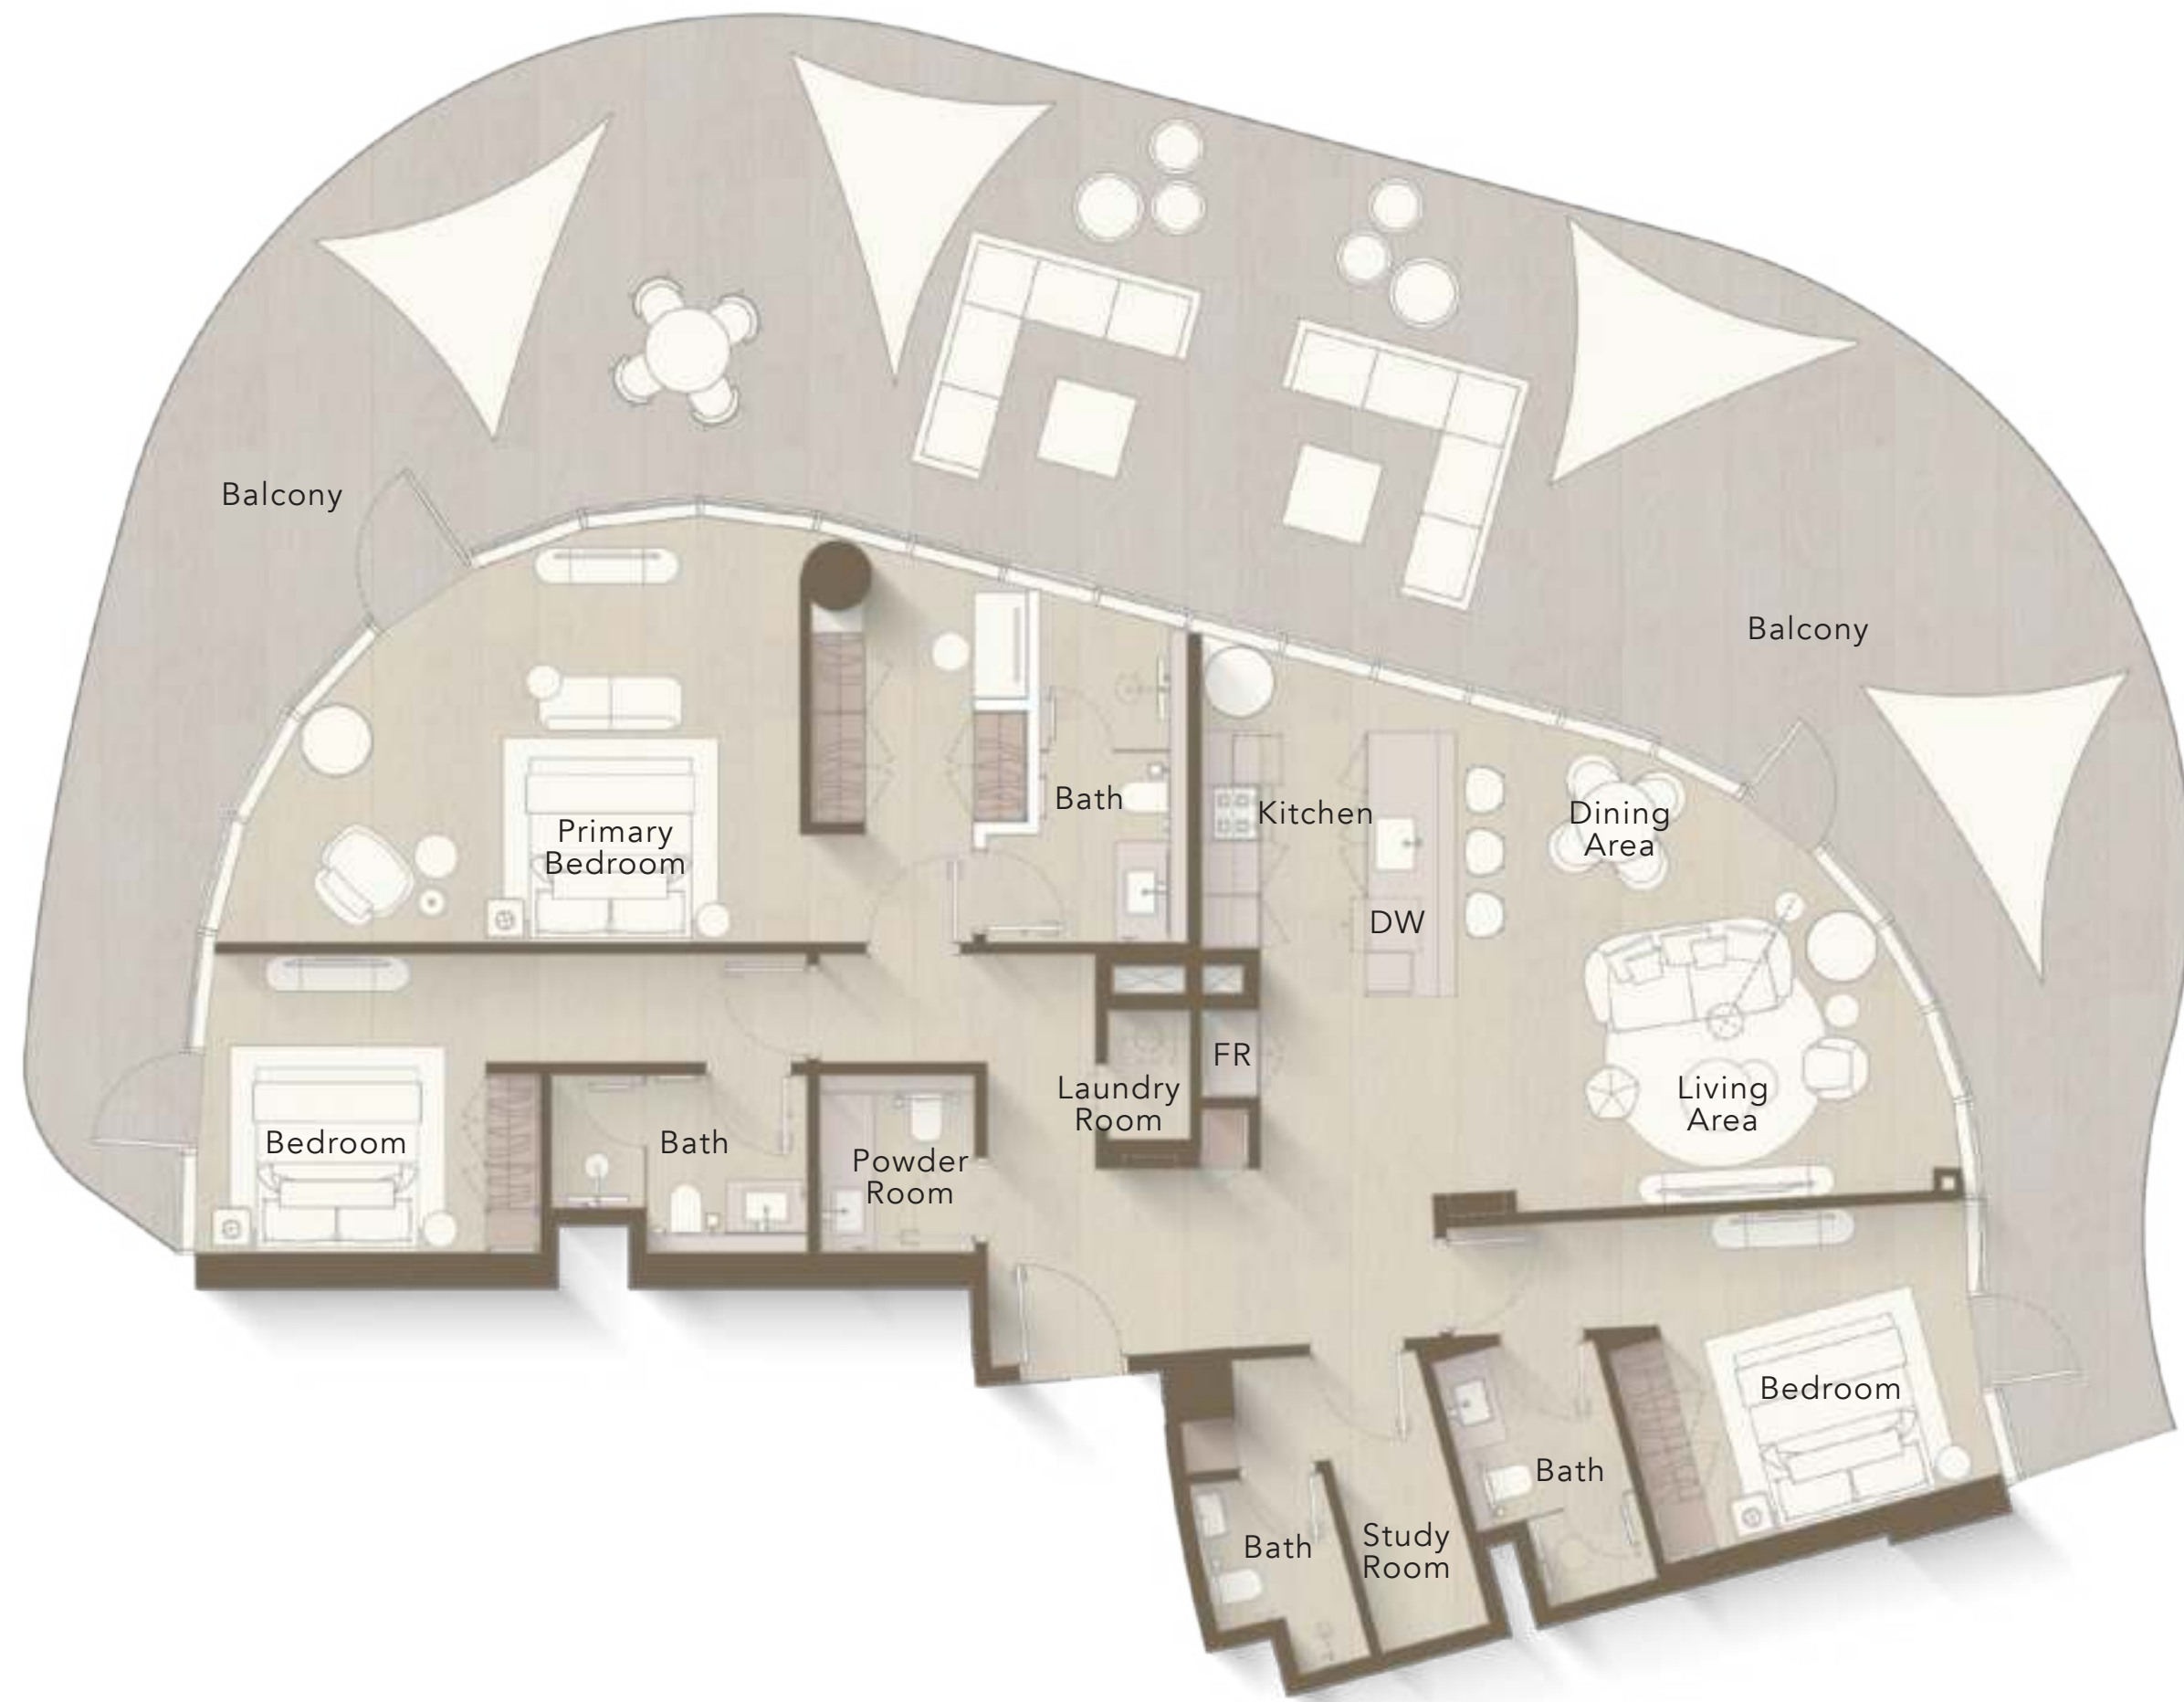 Balcony
Balcony
Bath
Kitchen
Dining
Area
Primary
Bedroom
DW
FR
Laundry
Room
Living
Area
Bedroom
Bath
Powder
Room
Bedroom
Bath
Study
Room
Bath